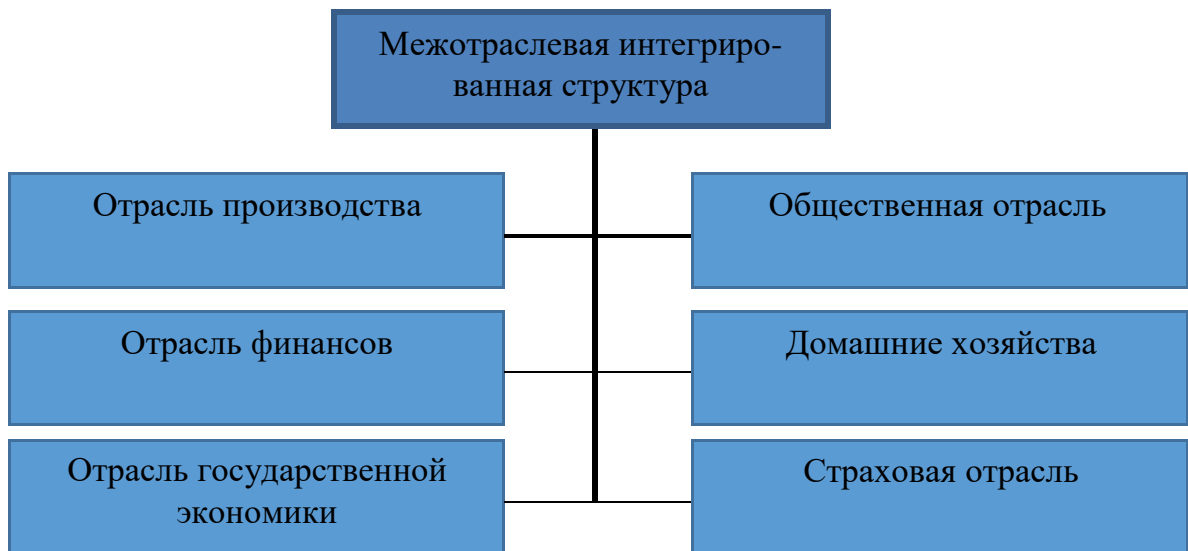 Межотраслевая интегриро-
ванная структура
Отрасль производства
Общественная отрасль
Отрасль финансов
Домашние хозяйства
Отрасль государственной
экономики
Страховая отрасль